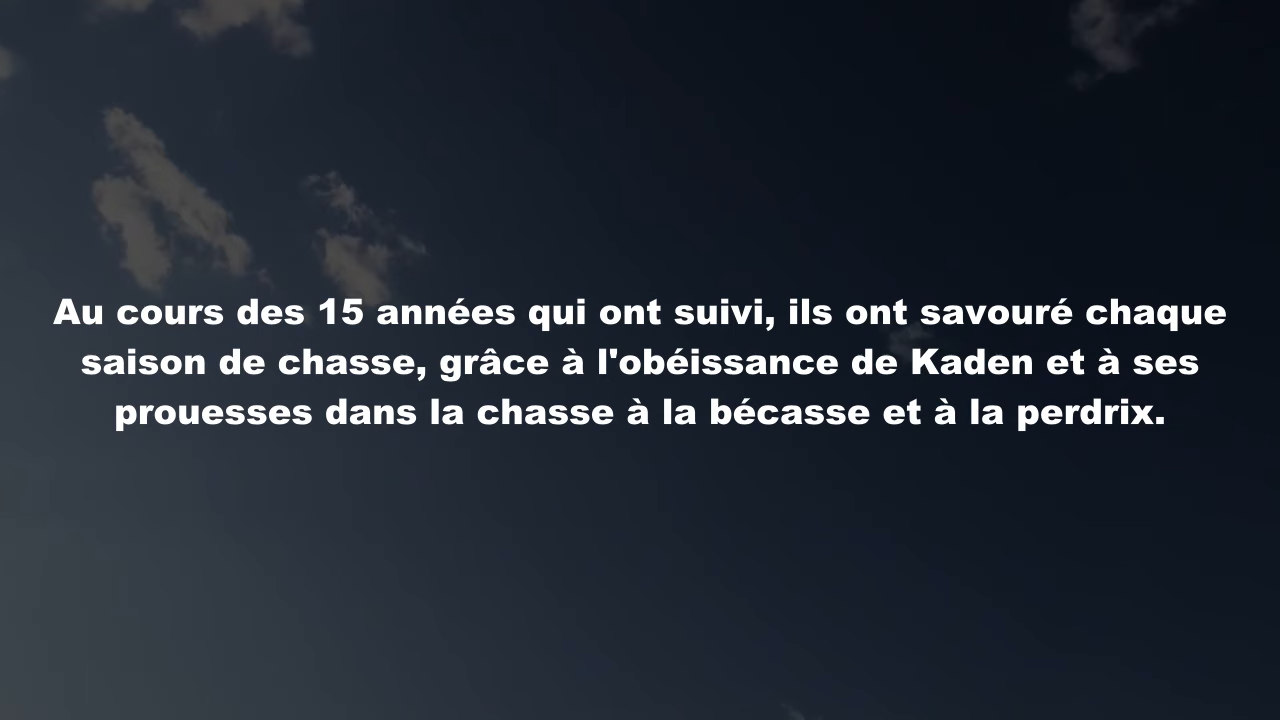 Au cours des 15 années qui ont suivi, ils ont savouré chaque
saison de chasse, grâce à l'obéissance de Kaden et à ses
prouesses dans la chasse à la bécasse et à la perdrix.